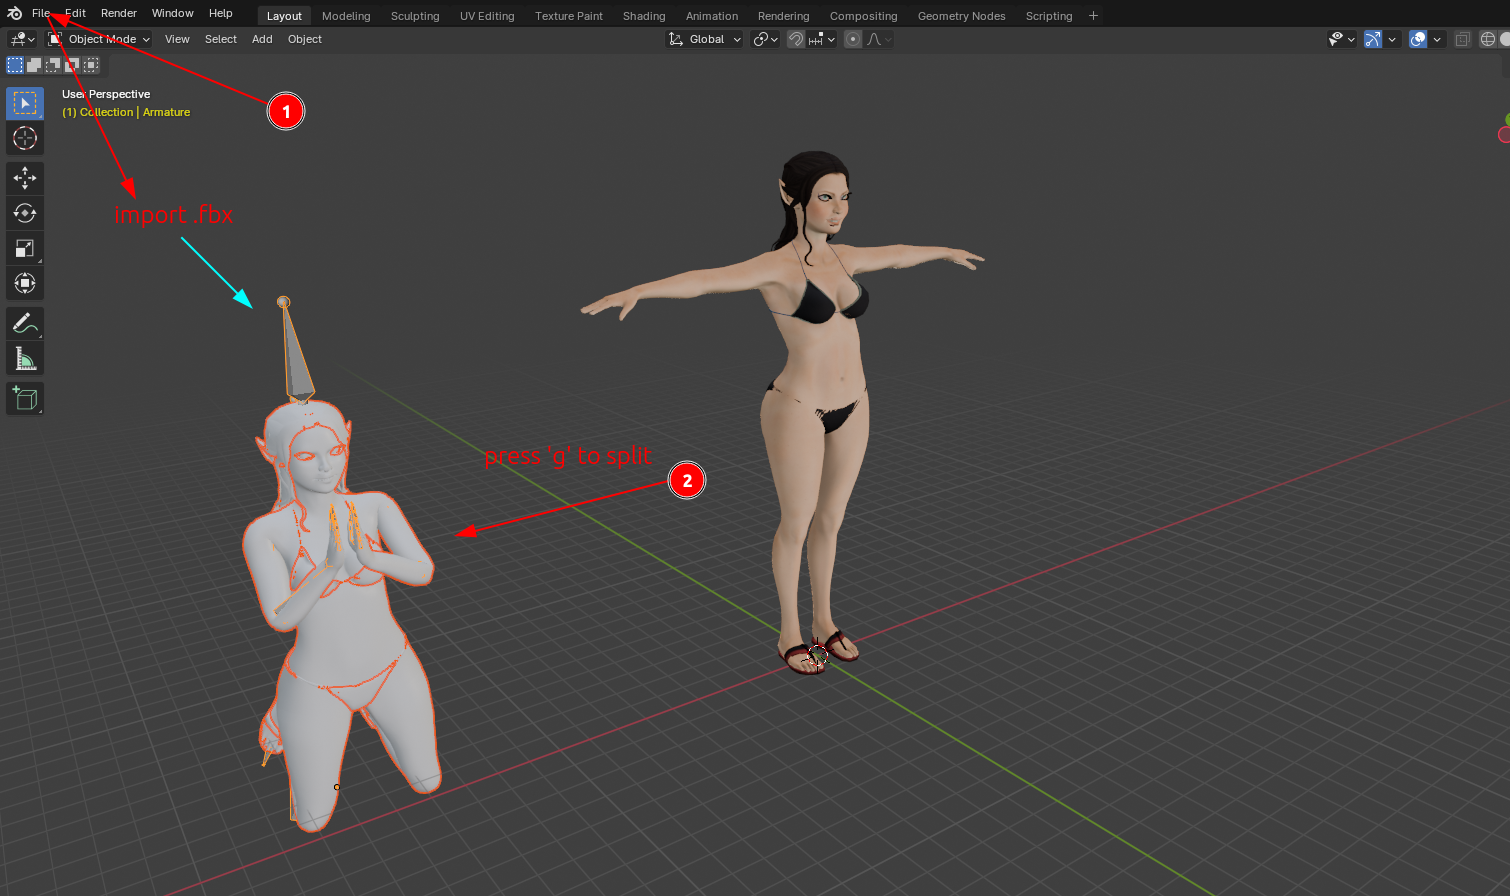 File Edit Render Window Help Layout Modeling Sculpting UV Editing Texture Paint Shading Animation Rendering Compositing Geometry Nodes Scripting +
Object Mode View Select Add Object Global
User Perspective
(1) Collection | Armature
1
import .fbx
press 'g' to split
2